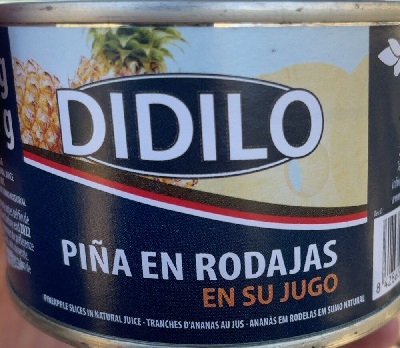 DIDILO
PIÑA EN RODAJAS
EN SU JUGO
PINEAPPLE SLICES IN NATURAL JUICE - TRANCHES D'ANANAS AU JUS - ANANÁS EM RODELAS EM SUMO NATURAL